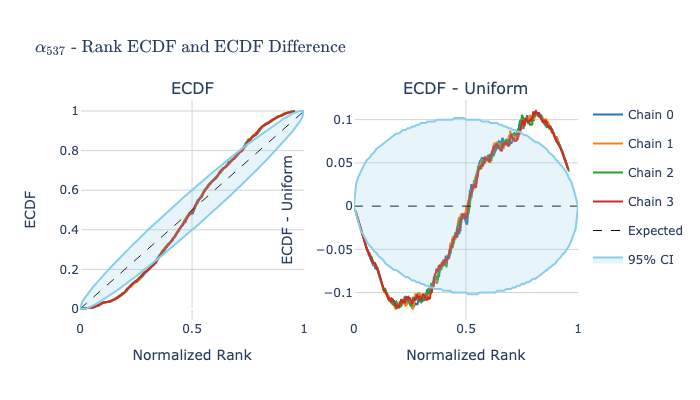 α₅₃₇ - Rank ECDF and ECDF Difference
ECDF
ECDF - Uniform
ECDF
1
0.8
0.6
0.4
0.2
0
0
0.5
1
Normalized Rank
ECDF - Uniform
0.1
0.05
0
−0.05
−0.1
0
0.5
1
Normalized Rank
Chain 0
Chain 1
Chain 2
Chain 3
Expected
95% CI